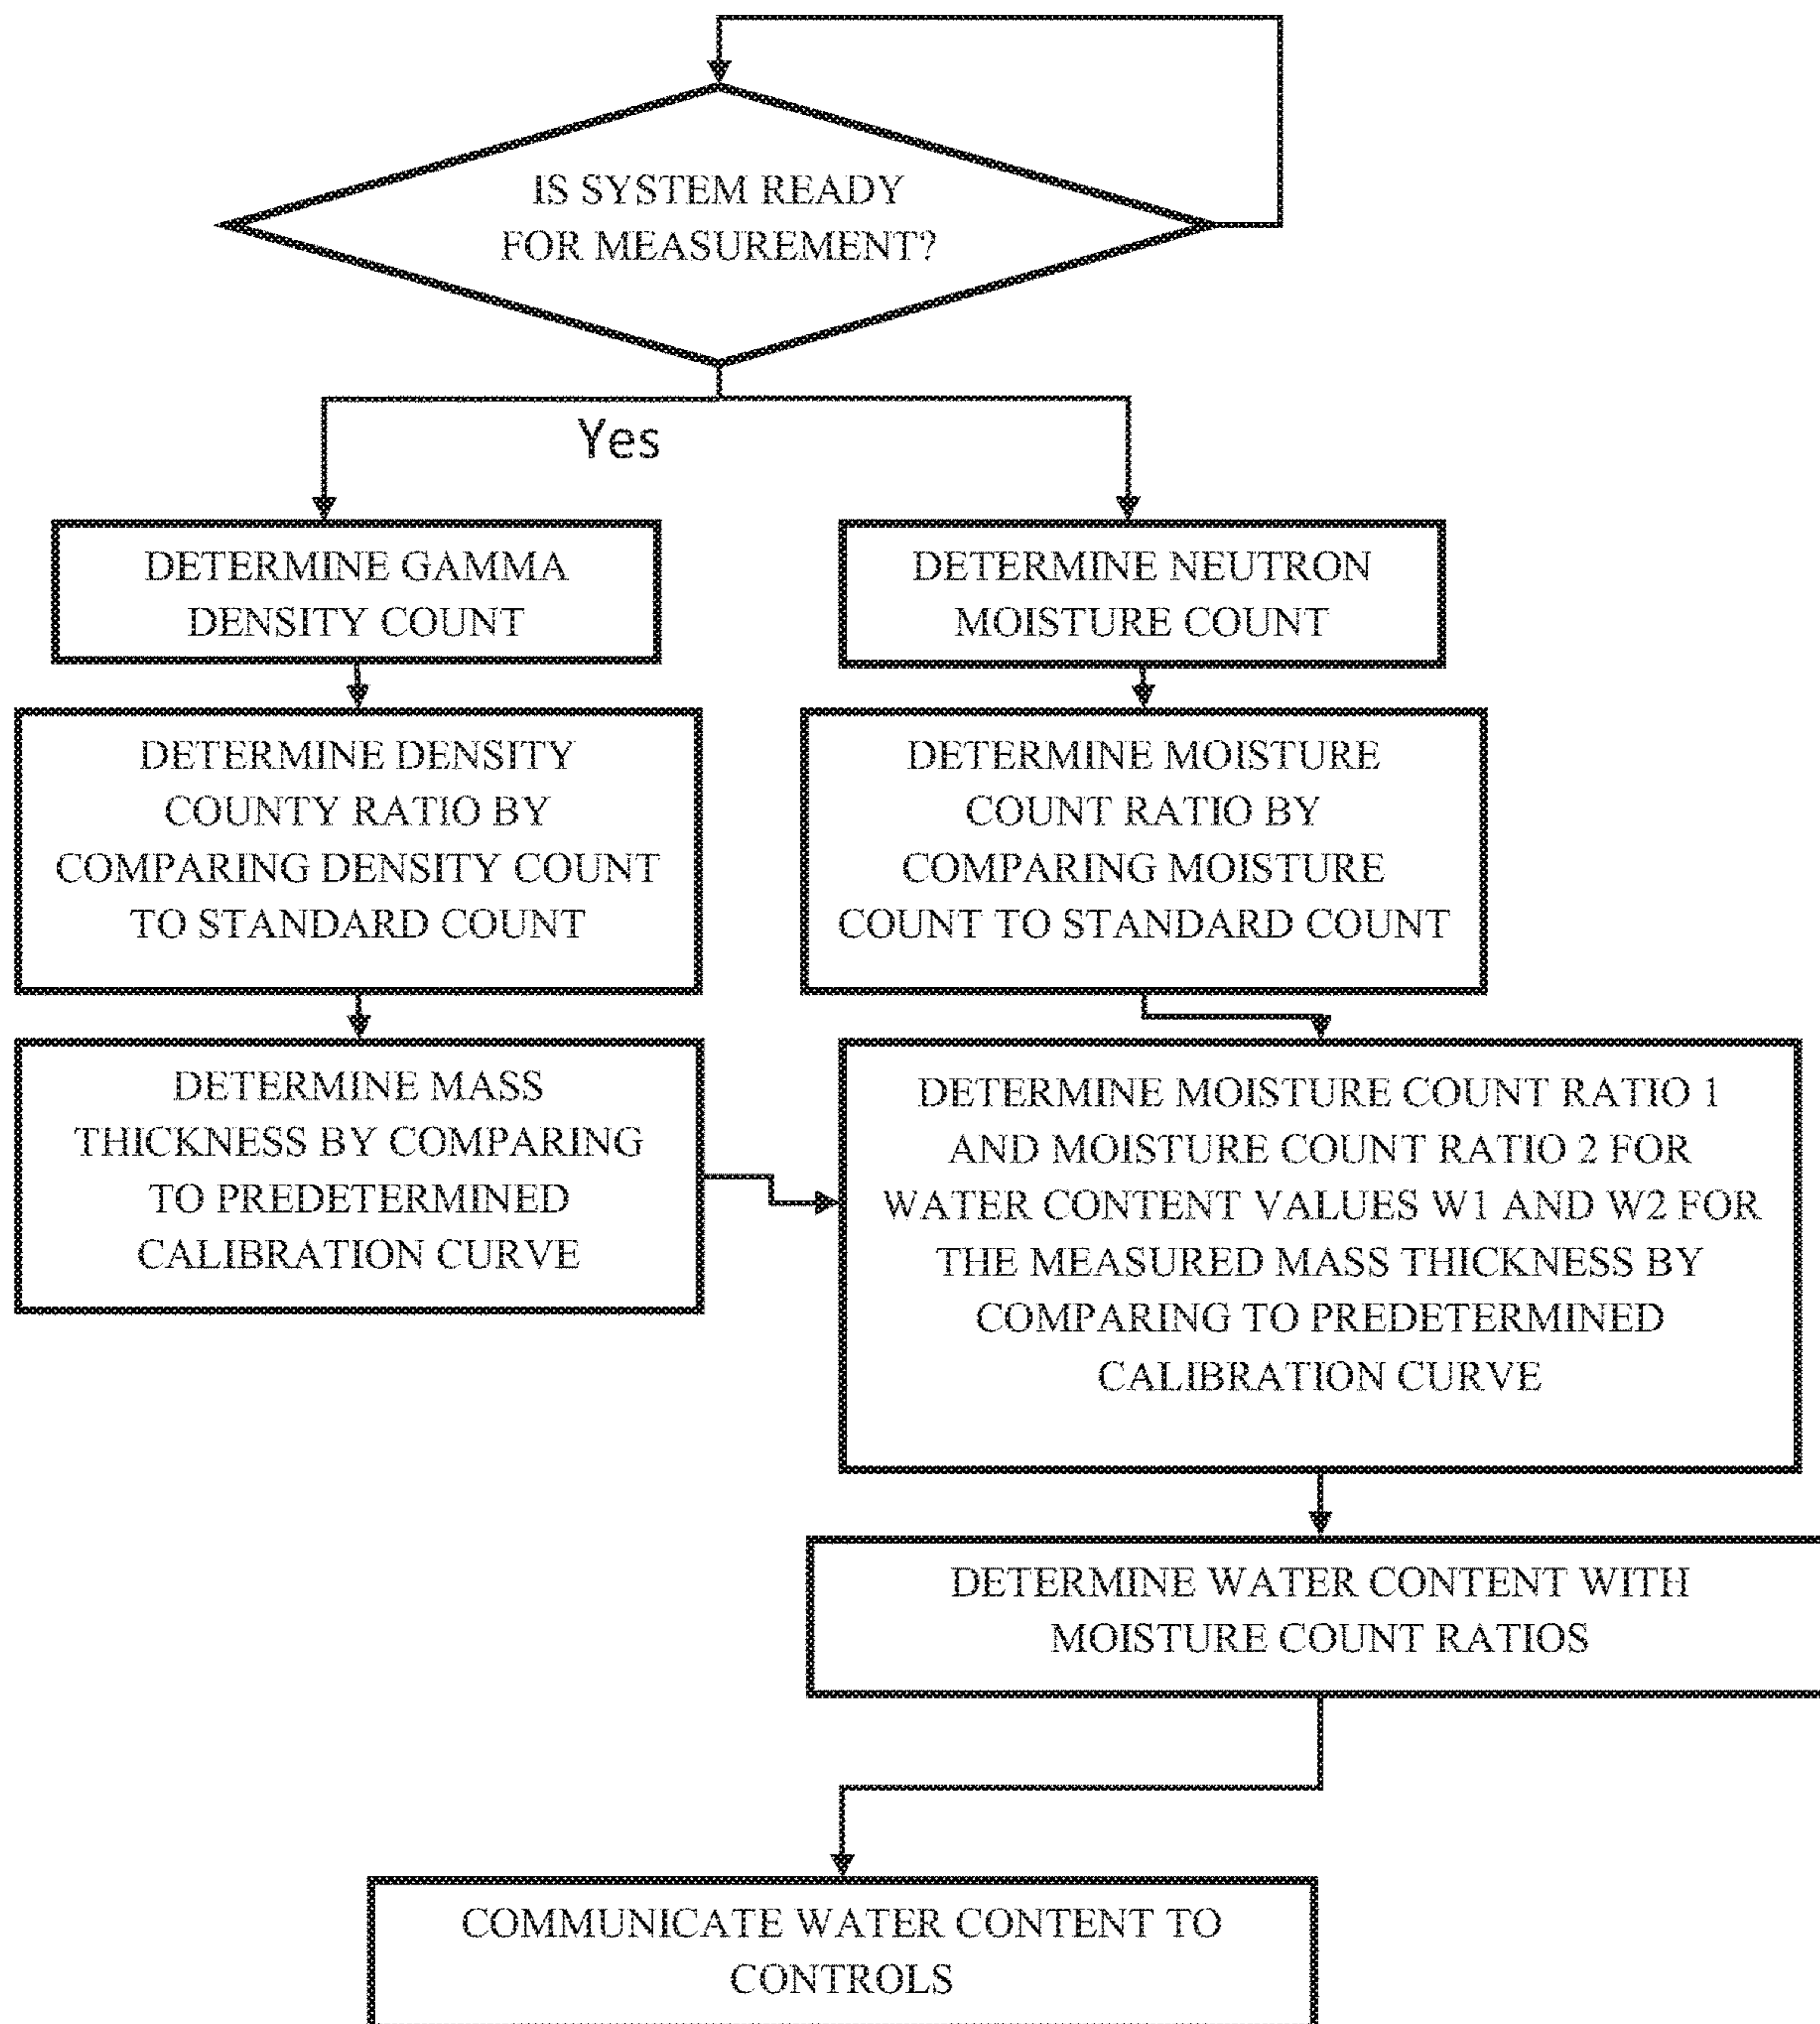 IS SYSTEM READY
FOR MEASUREMENT?
Yes
DETERMINE GAMMA
DENSITY COUNT
DETERMINE NEUTRON
MOISTURE COUNT
DETERMINE DENSITY
COUNTY RATIO BY
COMPARING DENSITY COUNT
TO STANDARD COUNT
DETERMINE MOISTURE
COUNT RATIO BY
COMPARING MOISTURE
COUNT TO STANDARD COUNT
DETERMINE MASS
THICKNESS BY COMPARING
TO PREDETERMINED
CALIBRATION CURVE
DETERMINE MOISTURE COUNT RATIO 1
AND MOISTURE COUNT RATIO 2 FOR
WATER CONTENT VALUES W1 AND W2 FOR
THE MEASURED MASS THICKNESS BY
COMPARING TO PREDETERMINED
CALIBRATION CURVE
DETERMINE WATER CONTENT WITH
MOISTURE COUNT RATIOS
COMMUNICATE WATER CONTENT TO
CONTROLS